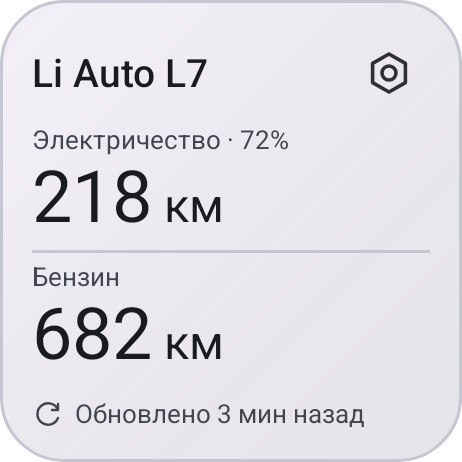 Li Auto L7
Электричество · 72%
218 км
Бензин
682 км
Обновлено 3 мин назад